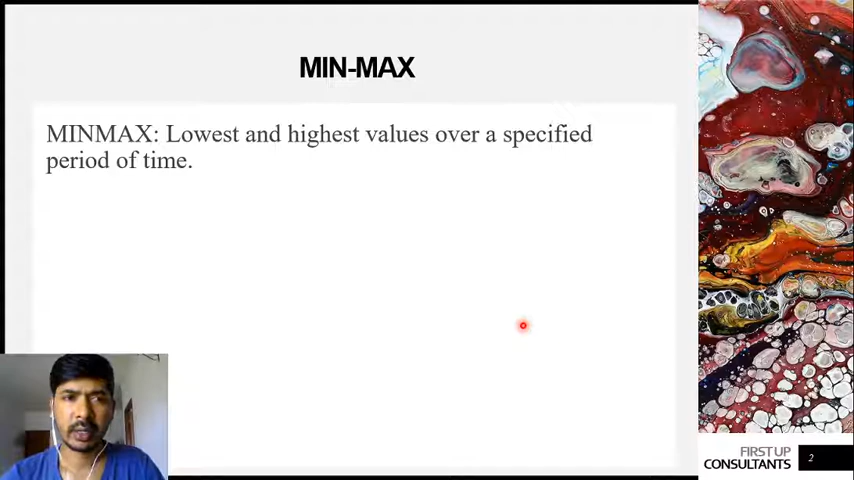 MIN-MAX
MINMAX: Lowest and highest values over a specified
period of time.
FIRST UP
CONSULTANTS
2